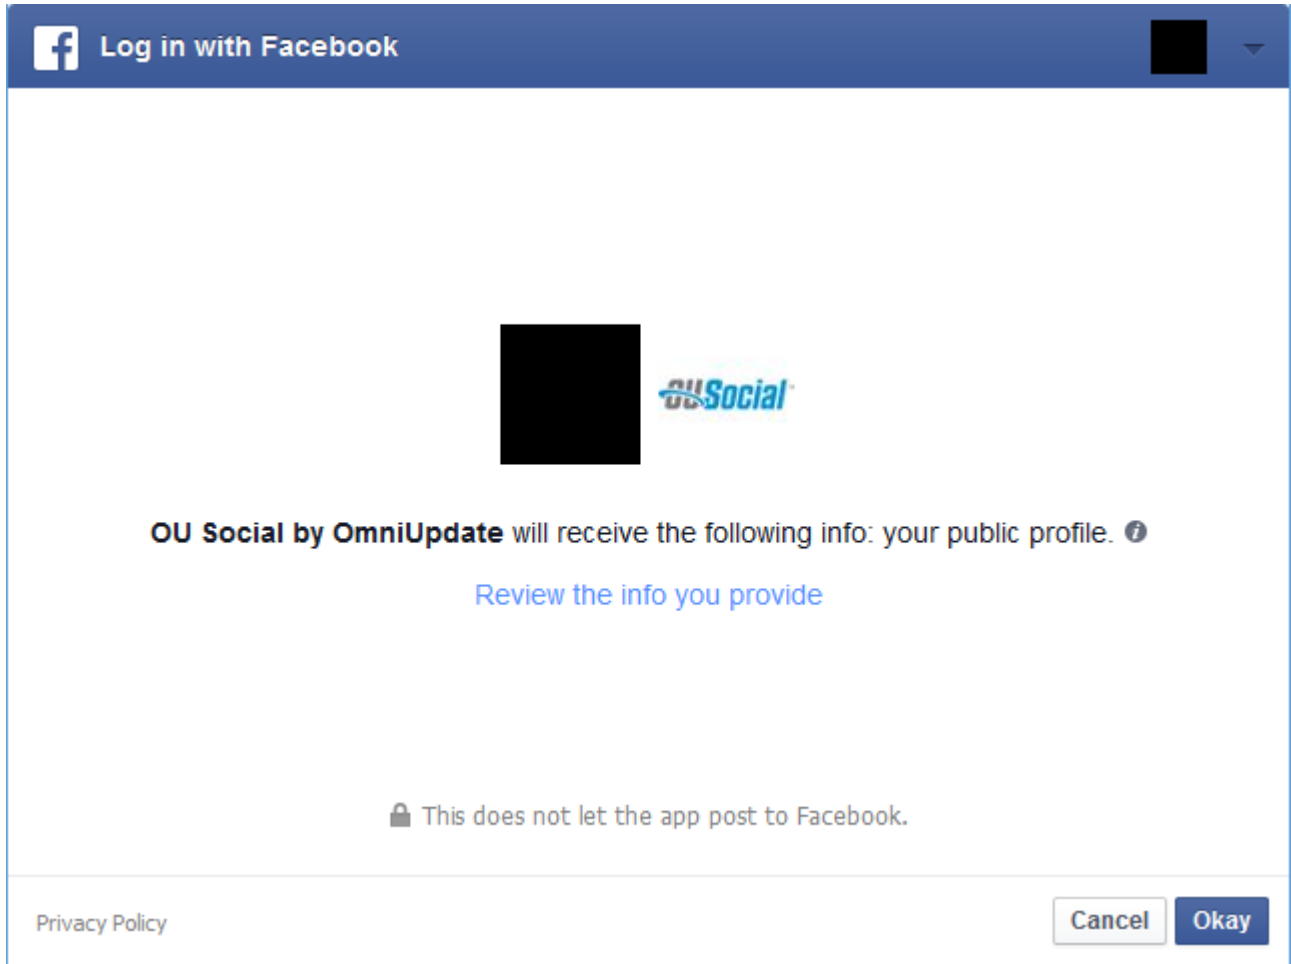 Log in with Facebook
OUSocial
OU Social by OmniUpdate will receive the following info: your public profile.
Review the info you provide
This does not let the app post to Facebook.
Privacy Policy
Cancel
Okay